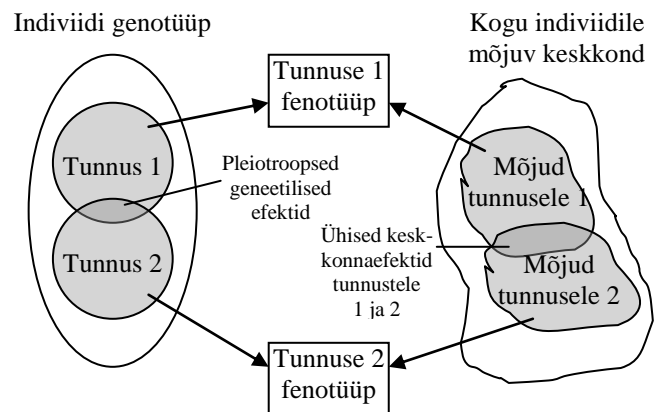 Indiviidi genotüüp
Kogu indiviidile
mõjuv keskkond
Tunnuse 1
fenotüüp
Tunnus 1
Pleiotroopsed
geneetilised
efektid
Mõjud
tunnusele 1
Tunnus 2
Ühised kesk-
konnaefektid
tunnustele
1 ja 2
Mõjud
tunnusele 2
Tunnuse 2
fenotüüp